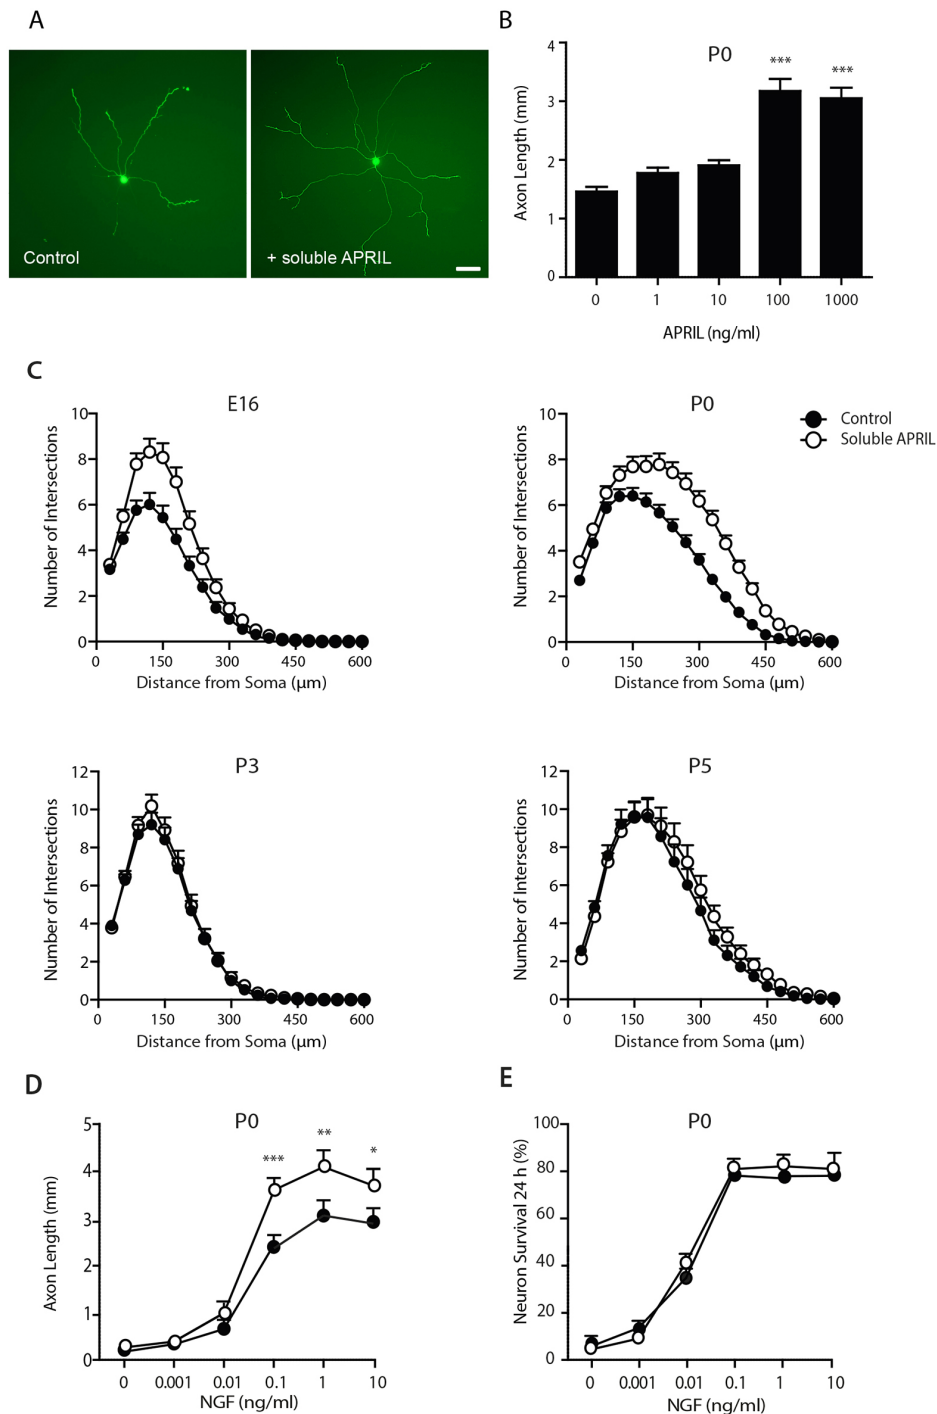 A
Control
+ soluble APRIL
B
P0
Axon Length (mm)
4
3
2
1
0
***
***
0 1 10 100 1000
APRIL (ng/ml)
C
E16
Number of Intersections
10
8
6
4
2
0
0 150 300 450 600
Distance from Soma (µm)
P0
Control
Soluble APRIL
Number of Intersections
10
8
6
4
2
0
0 150 300 450 600
Distance from Soma (µm)
P3
Number of Intersections
12
10
8
6
4
2
0
0 150 300 450 600
Distance from Soma (µm)
P5
Number of Intersections
12
10
8
6
4
2
0
0 150 300 450 600
Distance from Soma (µm)
D
P0
Axon Length (mm)
5
4
3
2
1
0
***
**
*
0 0.001 0.01 0.1 1 10
NGF (ng/ml)
E
P0
Neuron Survival 24 h (%)
100
80
60
40
20
0
0 0.001 0.01 0.1 1 10
NGF (ng/ml)